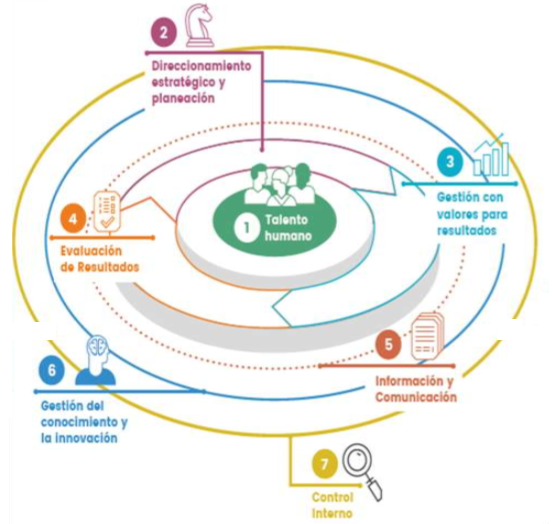 2
Direccionamiento
estratégico y
planeación
3
Gestión con
valores para
resultados
1
Talento
humano
4
Evaluación
de Resultados
5
Información y
Comunicación
6
Gestión del
conocimiento y
la innovación
7
Control
Interno